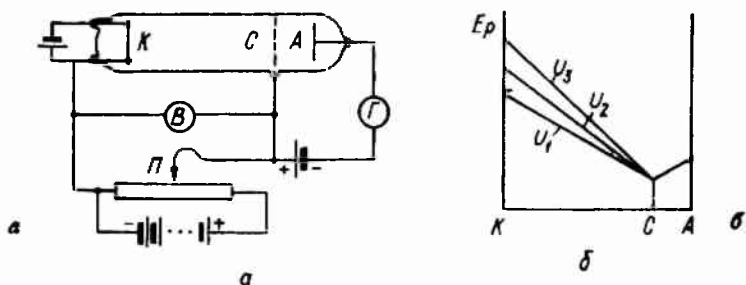 К С А
В
Г
П
+ -
- +
а
а
Ep
U₃
U₂
U₁
К С А
б
б